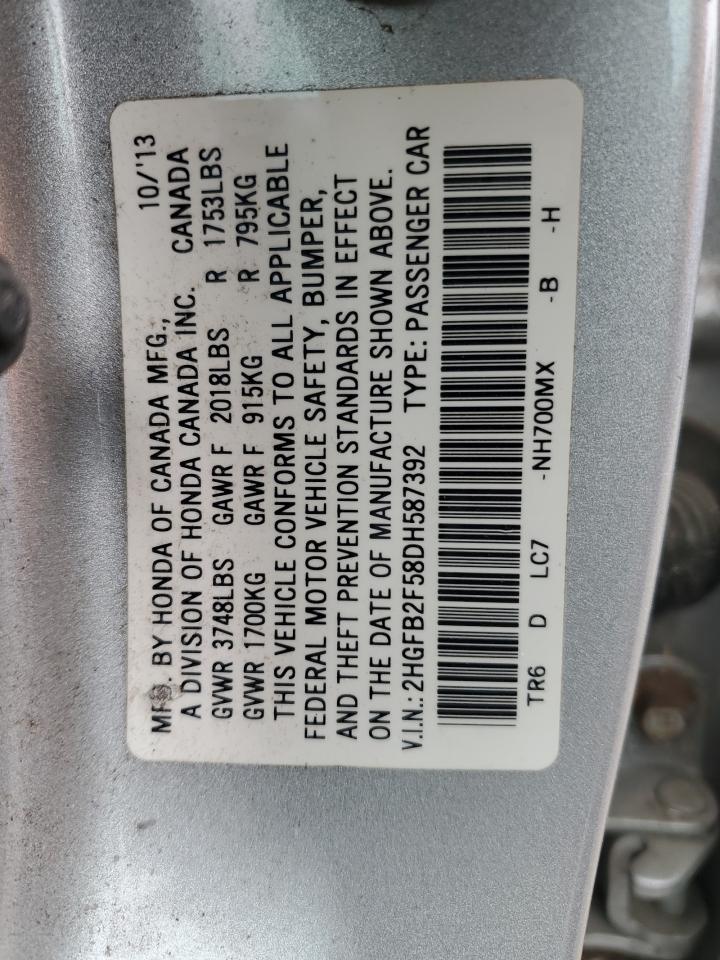 MFD. BY HONDA OF CANADA MFG., 10/'13
A DIVISION OF HONDA CANADA INC. CANADA
GVWR 3748LBS GAWR F 2018LBS R 1753LBS
GVWR 1700KG GAWR F 915KG R 795KG
THIS VEHICLE CONFORMS TO ALL APPLICABLE
FEDERAL MOTOR VEHICLE SAFETY, BUMPER,
AND THEFT PREVENTION STANDARDS IN EFFECT
ON THE DATE OF MANUFACTURE SHOWN ABOVE.
V.I.N.: 2HGFB2F58DH587392 TYPE: PASSENGER CAR
TR6 D LC7 -NH700MX -B -H